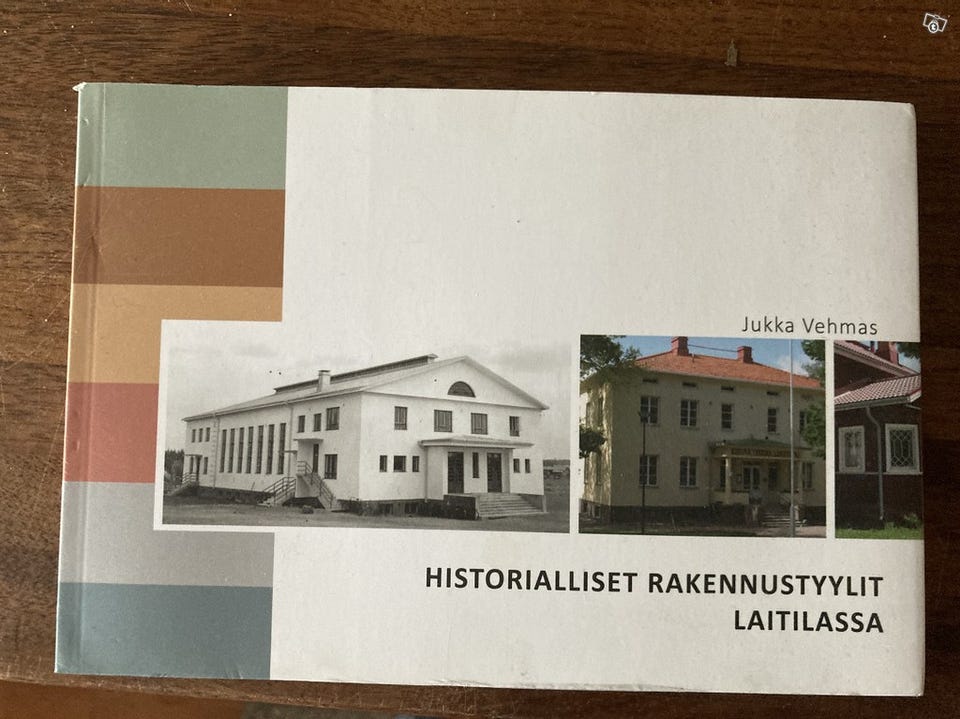 Jukka Vehmas
HISTORIALLISET RAKENNUSTYYLIT
LAITILASSA